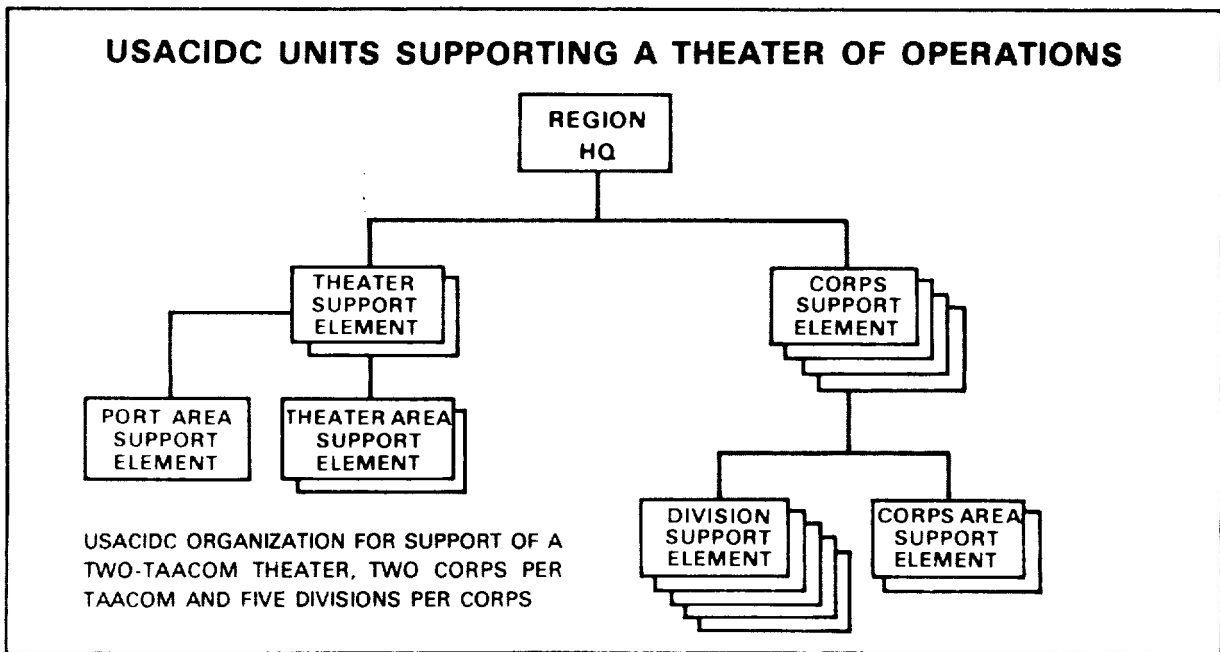 USACIDC UNITS SUPPORTING A THEATER OF OPERATIONS
REGION
HQ
THEATER
SUPPORT
ELEMENT
CORPS
SUPPORT
ELEMENT
PORT AREA
SUPPORT
ELEMENT
THEATER AREA
SUPPORT
ELEMENT
DIVISION
SUPPORT
ELEMENT
CORPS AREA
SUPPORT
ELEMENT
USACIDC ORGANIZATION FOR SUPPORT OF A
TWO-TAACOM THEATER, TWO CORPS PER
TAACOM AND FIVE DIVISIONS PER CORPS